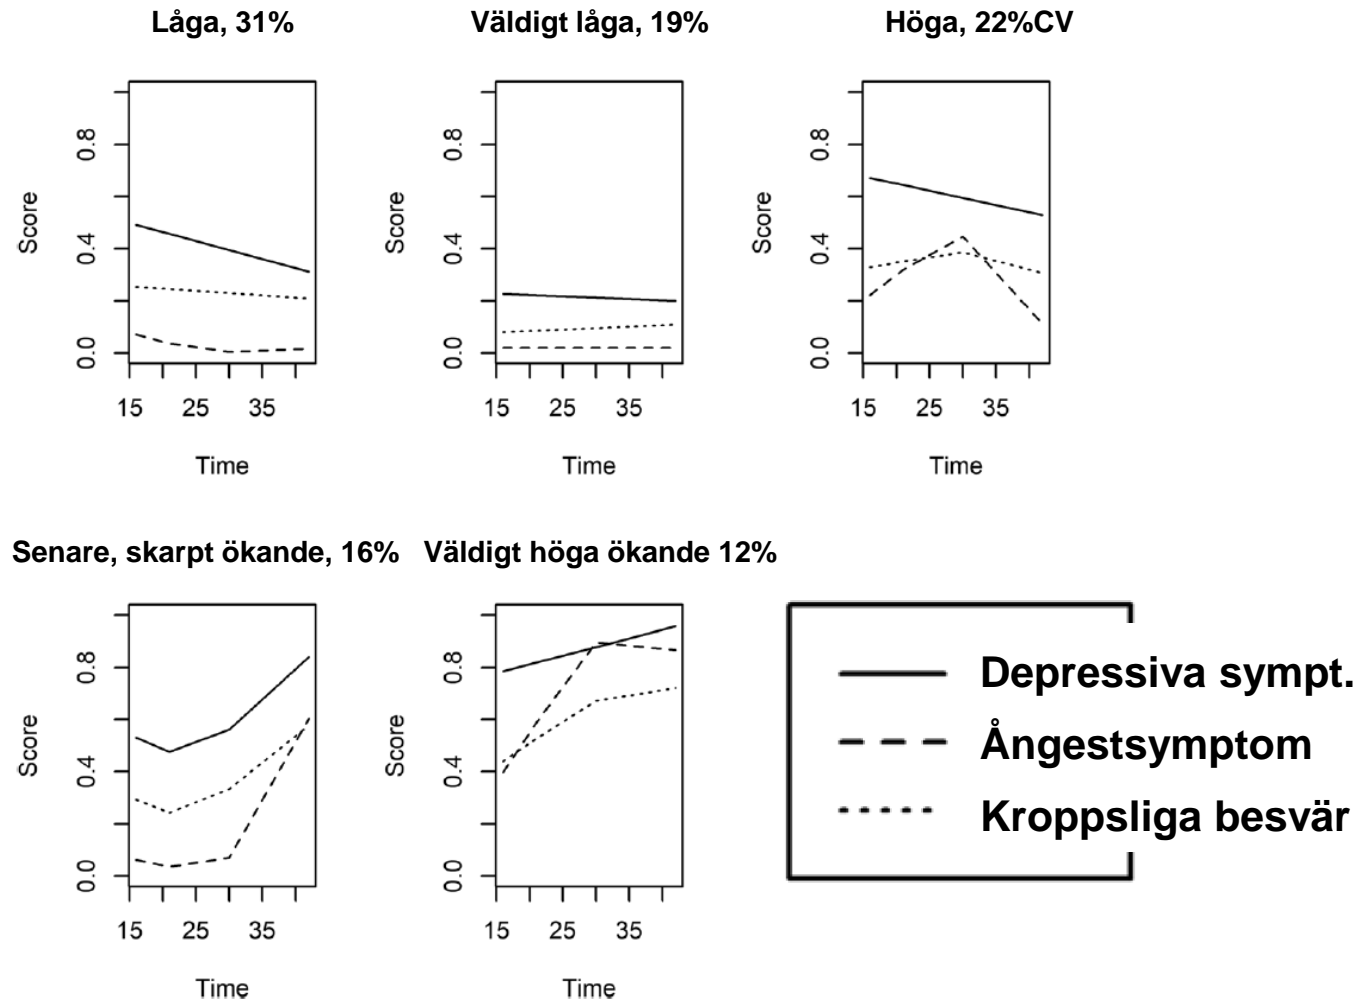 Låga, 31%
Väldigt låga, 19%
Höga, 22%CV
Score
0.8
0.4
0.0
15 25 35
Time
Score
0.8
0.4
0.0
15 25 35
Time
Score
0.8
0.4
0.0
15 25 35
Time
Senare, skarpt ökande, 16%
Väldigt höga ökande 12%
Score
0.8
0.4
0.0
15 25 35
Time
Score
0.8
0.4
0.0
15 25 35
Time
Depressiva sympt.
Ångestsymptom
Kroppsliga besvär